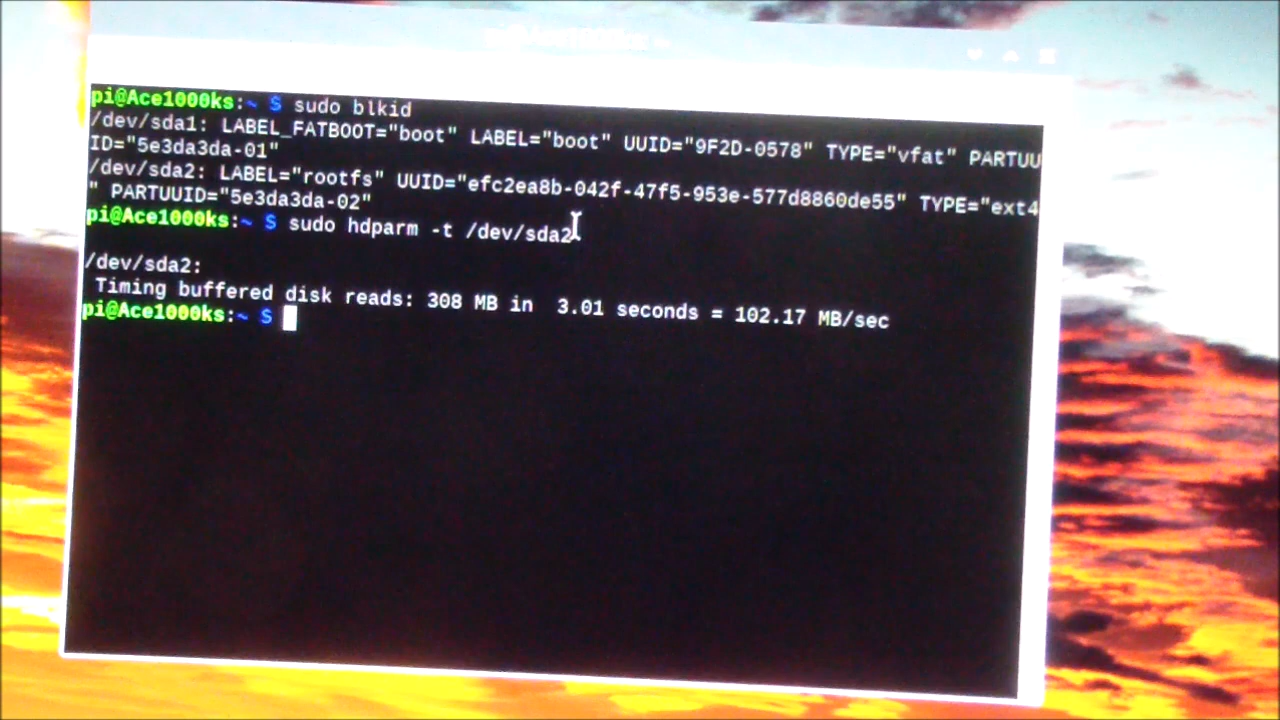 pi@Ace1000ks:~ $ sudo blkid
/dev/sda1: LABEL_FATBOOT="boot" LABEL="boot" UUID="9F2D-0578" TYPE="vfat" PARTUU
ID="5e3da3da-01"
/dev/sda2: LABEL="rootfs" UUID="efc2ea8b-042f-47f5-953e-577d8860de55" TYPE="ext4
" PARTUUID="5e3da3da-02"
pi@Ace1000ks:~ $ sudo hdparm -t /dev/sda2
/dev/sda2:
Timing buffered disk reads: 308 MB in  3.01 seconds = 102.17 MB/sec
pi@Ace1000ks:~ $